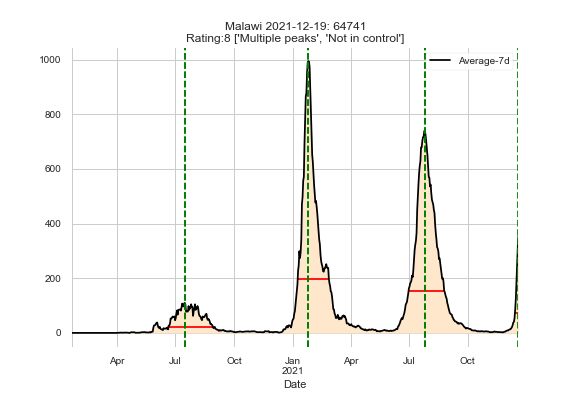 Malawi 2021-12-19: 64741
Rating:8 ['Multiple peaks', 'Not in control']
Average-7d
1000
800
600
400
200
0
Apr Jul Oct Jan Apr Jul Oct
2021
Date